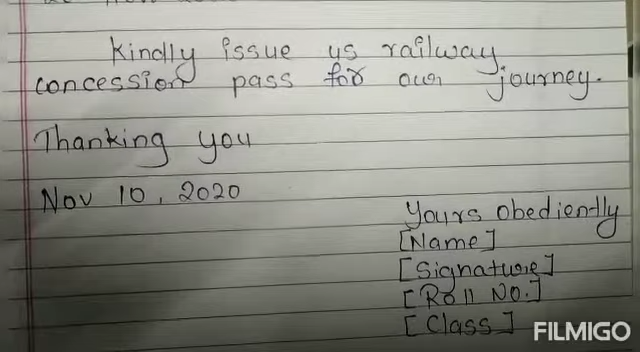 Kindly issue us railway
concession pass for our journey.
Thanking you
Nov 10, 2020
Yours obediently
[Name]
[Signature]
[Roll No.]
[Class]
FILMIGO